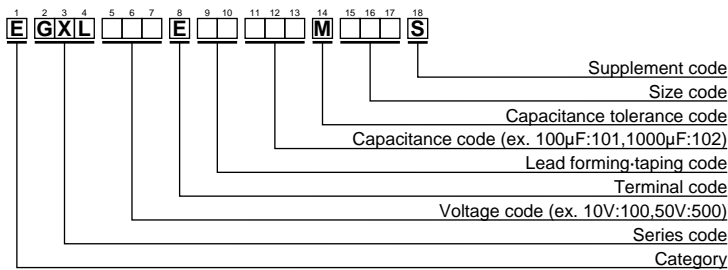 1 2 3 4 5 6 7 8 9 10 11 12 13 14 15 16 17 18
E G X L E M S
Supplement code
Size code
Capacitance tolerance code
Capacitance code (ex. 100µF:101,1000µF:102)
Lead forming·taping code
Terminal code
Voltage code (ex. 10V:100,50V:500)
Series code
Category